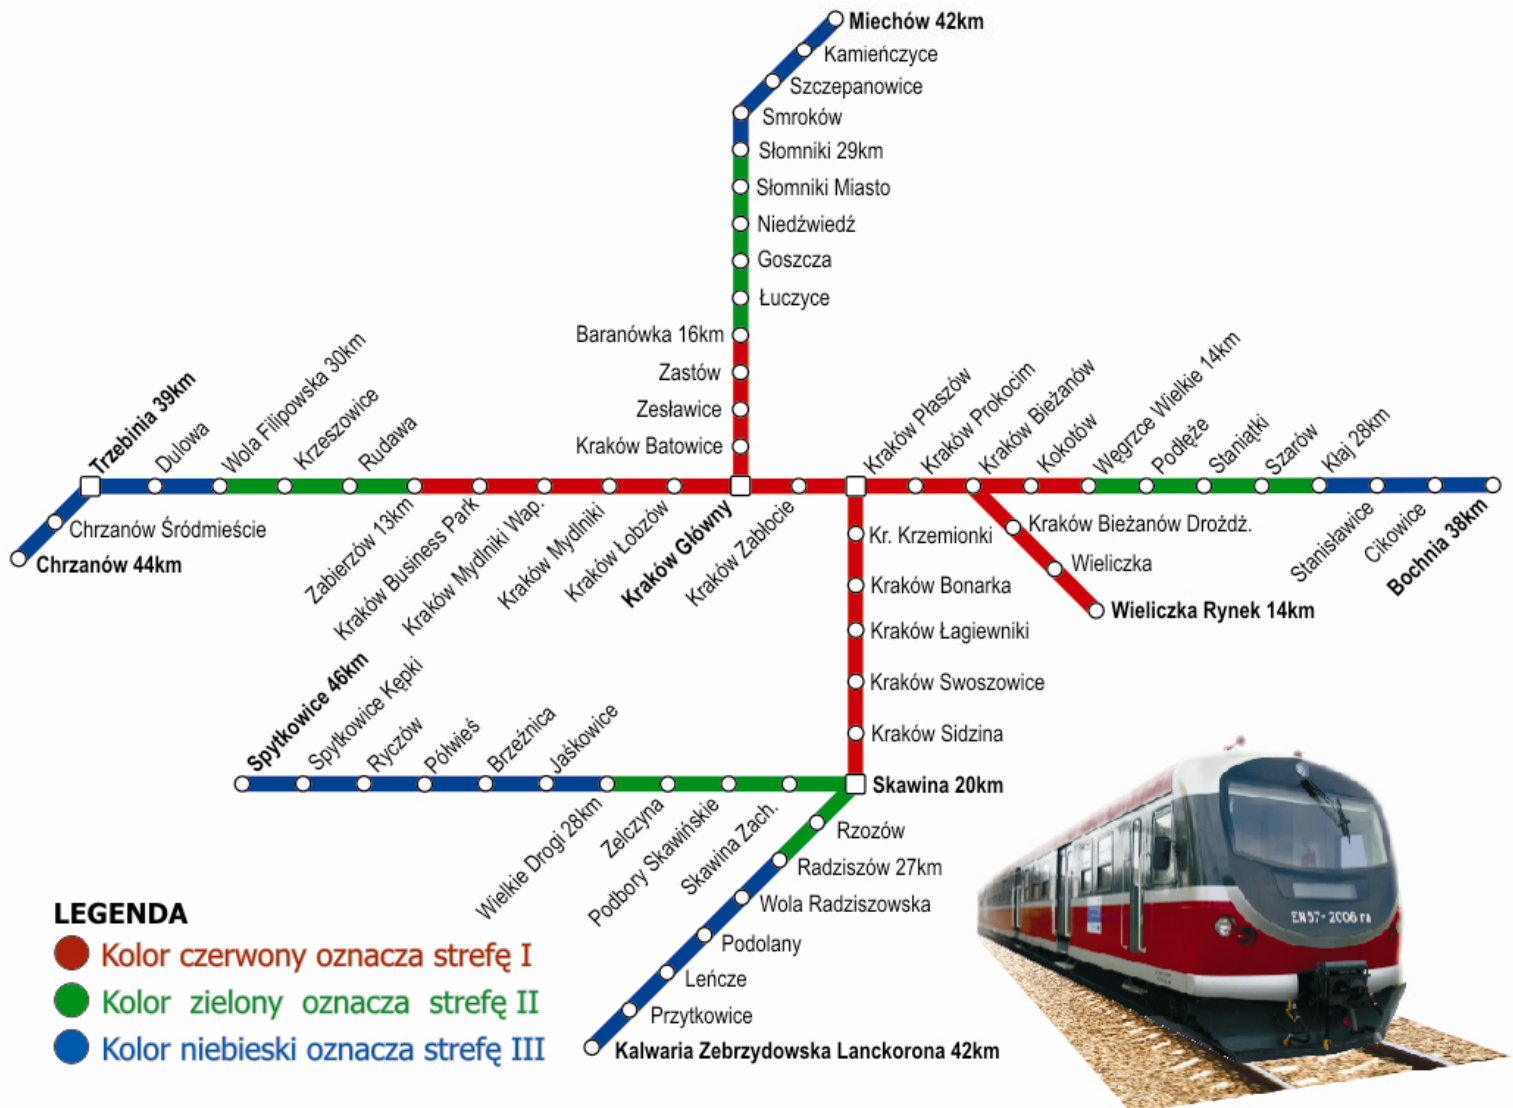 Miechów 42km
Kamieńczyce
Szczepanowice
Smroków
Słomniki 29km
Słomniki Miasto
Niedźwiedź
Goszcza
Łuczyce
Baranówka 16km
Zastów
Zesławice
Kraków Batowice
Trzebinia 39km
Dulowa
Wola Filipowska 30km
Krzeszowice
Rudawa
Kraków Płaszów
Kraków Prokocim
Kraków Bieżanów
Kokotów
Węgrzce Wielkie 14km
Podłęże
Staniątki
Szarów
Kłaj 28km
Chrzanów Śródmieście
Chrzanów 44km
Zabierzów 13km
Kraków Business Park
Kraków Mydlniki Wap.
Kraków Mydlniki
Kraków Łobzów
Kraków Główny
Kraków Zabłocie
Stanisławice
Cikowice
Bochnia 38km
Kr. Krzemionki
Kraków Bonarka
Kraków Łagiewniki
Kraków Swoszowice
Kraków Sidzina
Skawina 20km
Kraków Bieżanów Drożdż.
Wieliczka
Wieliczka Rynek 14km
Spytkowice 46km
Spytkowice Kępki
Ryczów
Półwieś
Brzeźnica
Jaśkowice
Wielkie Drogi 28km
Zelczyna
Podbory Skawińskie
Skawina Zach.
Rzozów
Radziszów 27km
Wola Radziszowska
Podolany
Leńcze
Przytkowice
Kalwaria Zebrzydowska Lanckorona 42km
LEGENDA
Kolor czerwony oznacza strefę I
Kolor zielony oznacza strefę II
Kolor niebieski oznacza strefę III
EN57-2006 ra